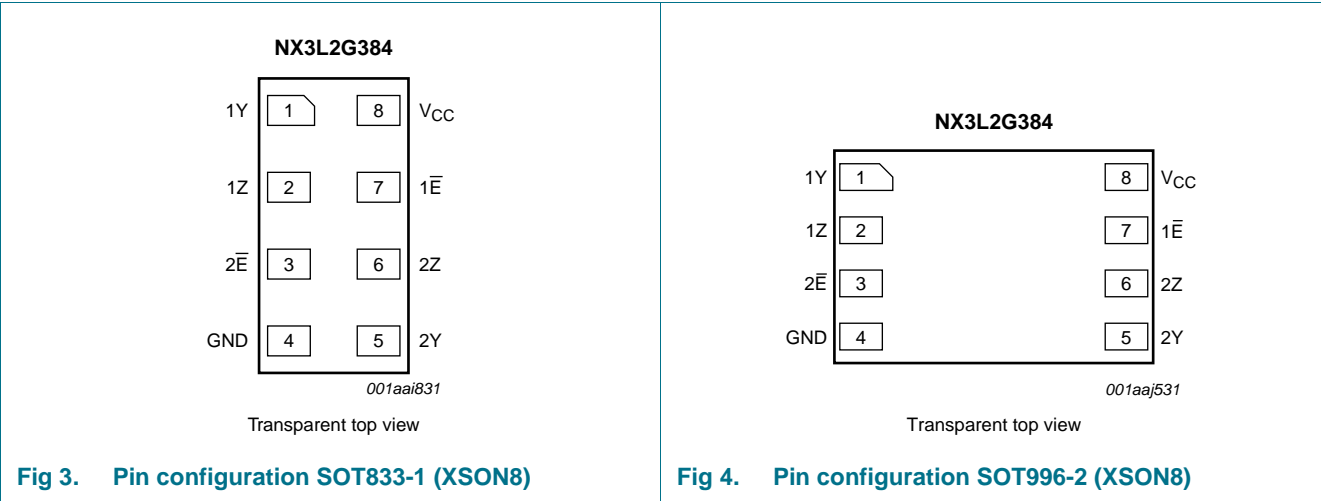 NX3L2G384
1Y 1 8 VCC
1Z 2 7 1E̅
2E̅ 3 6 2Z
GND 4 5 2Y
001aai831
Transparent top view
Fig 3. Pin configuration SOT833-1 (XSON8)
NX3L2G384
1Y 1 8 VCC
1Z 2 7 1E̅
2E̅ 3 6 2Z
GND 4 5 2Y
001aaj531
Transparent top view
Fig 4. Pin configuration SOT996-2 (XSON8)